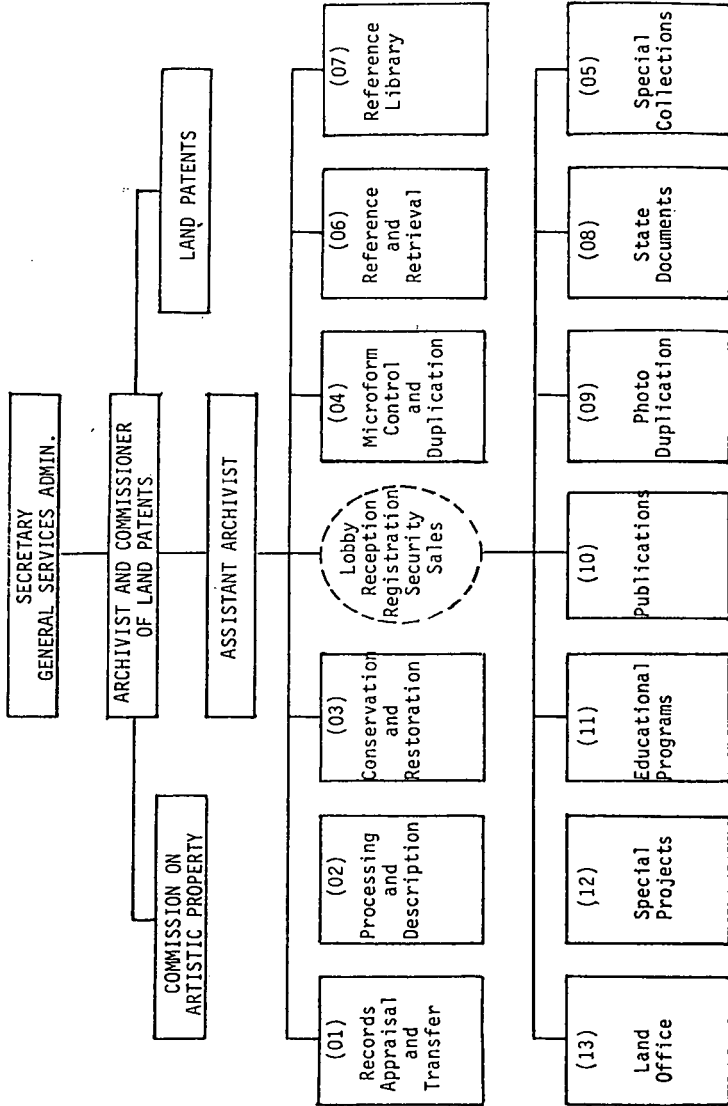 SECRETARY
GENERAL SERVICES ADMIN.
ARCHIVIST AND COMMISSIONER
OF LAND PATENTS
COMMISSION ON
ARTISTIC PROPERTY
LAND PATENTS
ASSISTANT ARCHIVIST
(01)
Records
Appraisal
and
Transfer
(02)
Processing
and
Description
(03)
Conservation
and
Restoration
Lobby
Reception
Registration
Security
Sales
(04)
Microform
Control
and
Duplication
(06)
Reference
and
Retrieval
(07)
Reference
Library
(13)
Land
Office
(12)
Special
Projects
(11)
Educational
Programs
(10)
Publications
(09)
Photo
Duplication
(08)
State
Documents
(05)
Special
Collections